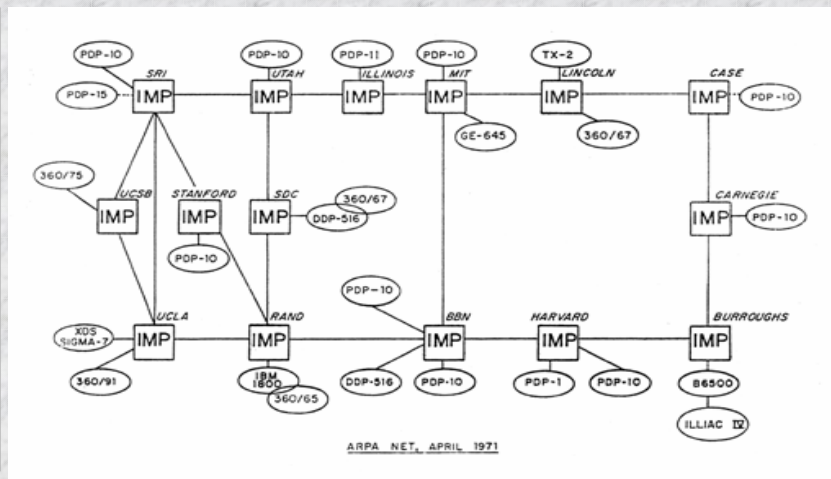 PDP-10
PDP-10
PDP-11
PDP-10
TX-2
SRI
UTAH
ILLINOIS
MIT
LINCOLN
CASE
PDP-15
IMP
IMP
IMP
IMP
IMP
IMP
PDP-10
GE-645
360/67
360/75
UCSB
STANFORD
SDC
360/67
CARNEGIE
IMP
IMP
IMP
DDP-516
IMP
PDP-10
PDP-10
PDP-10
UCLA
RAND
BBN
HARVARD
BURROUGHS
XDS
SIGMA-7
IMP
IMP
IMP
IMP
IMP
360/91
IBM
1800
360/65
DDP-516
PDP-10
PDP-1
PDP-10
B6500
ILLIAC IV
ARPA NET, APRIL 1971